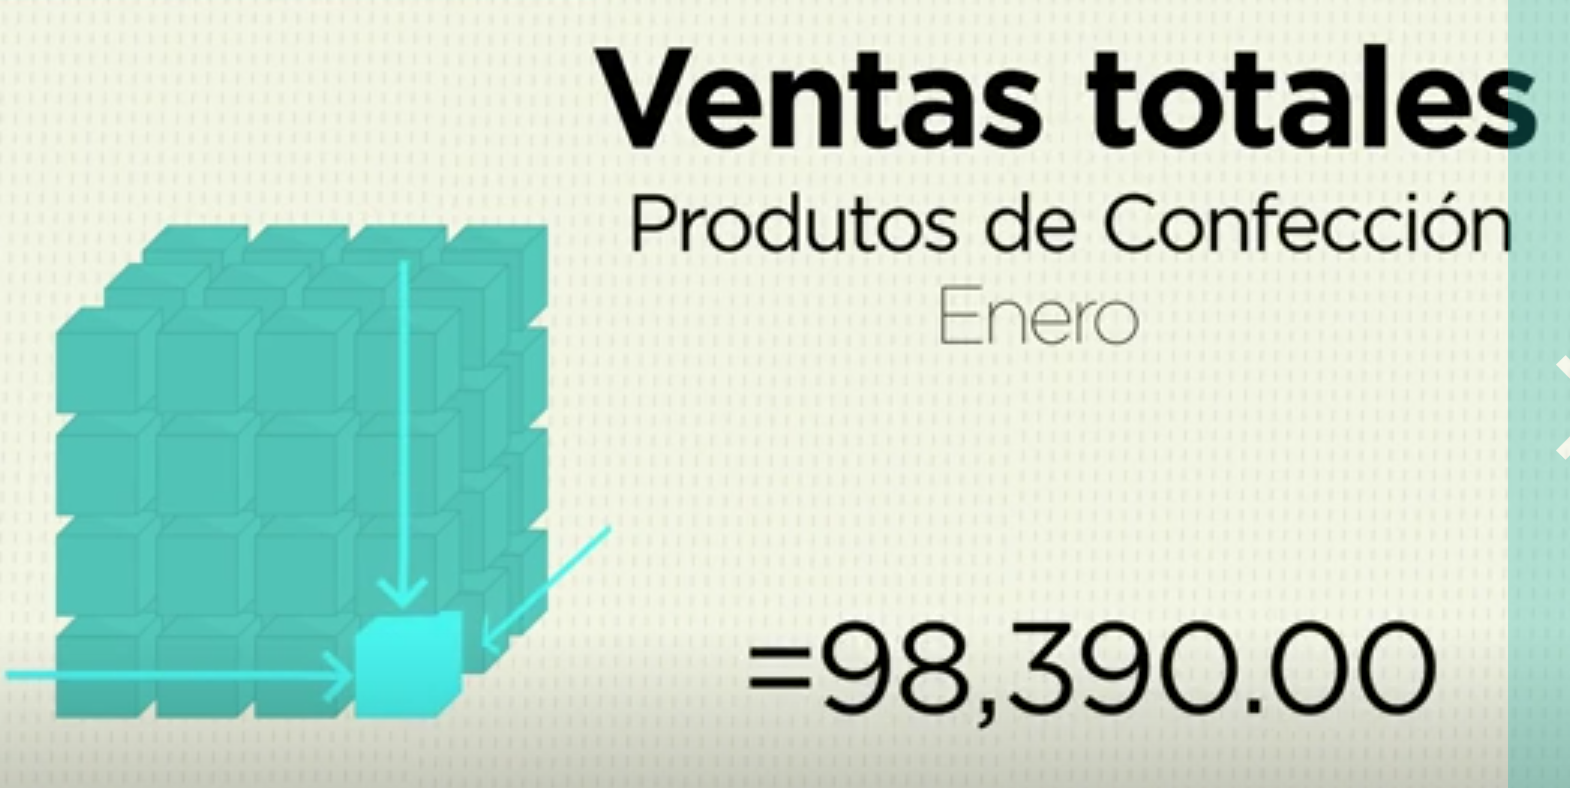 Ventas totales
Produtos de Confección
Enero
=98,390.00